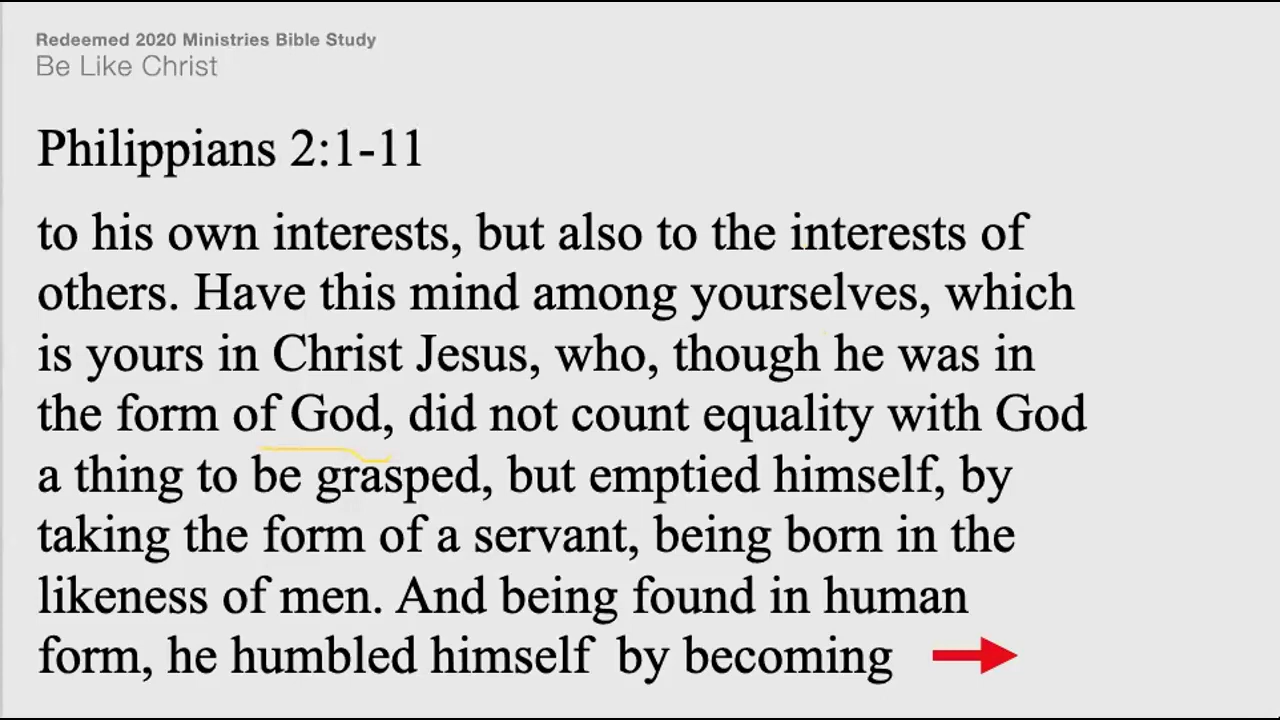 Redeemed 2020 Ministries Bible Study
Be Like Christ
Philippians 2:1-11
to his own interests, but also to the interests of
others. Have this mind among yourselves, which
is yours in Christ Jesus, who, though he was in
the form of God, did not count equality with God
a thing to be grasped, but emptied himself, by
taking the form of a servant, being born in the
likeness of men. And being found in human
form, he humbled himself by becoming